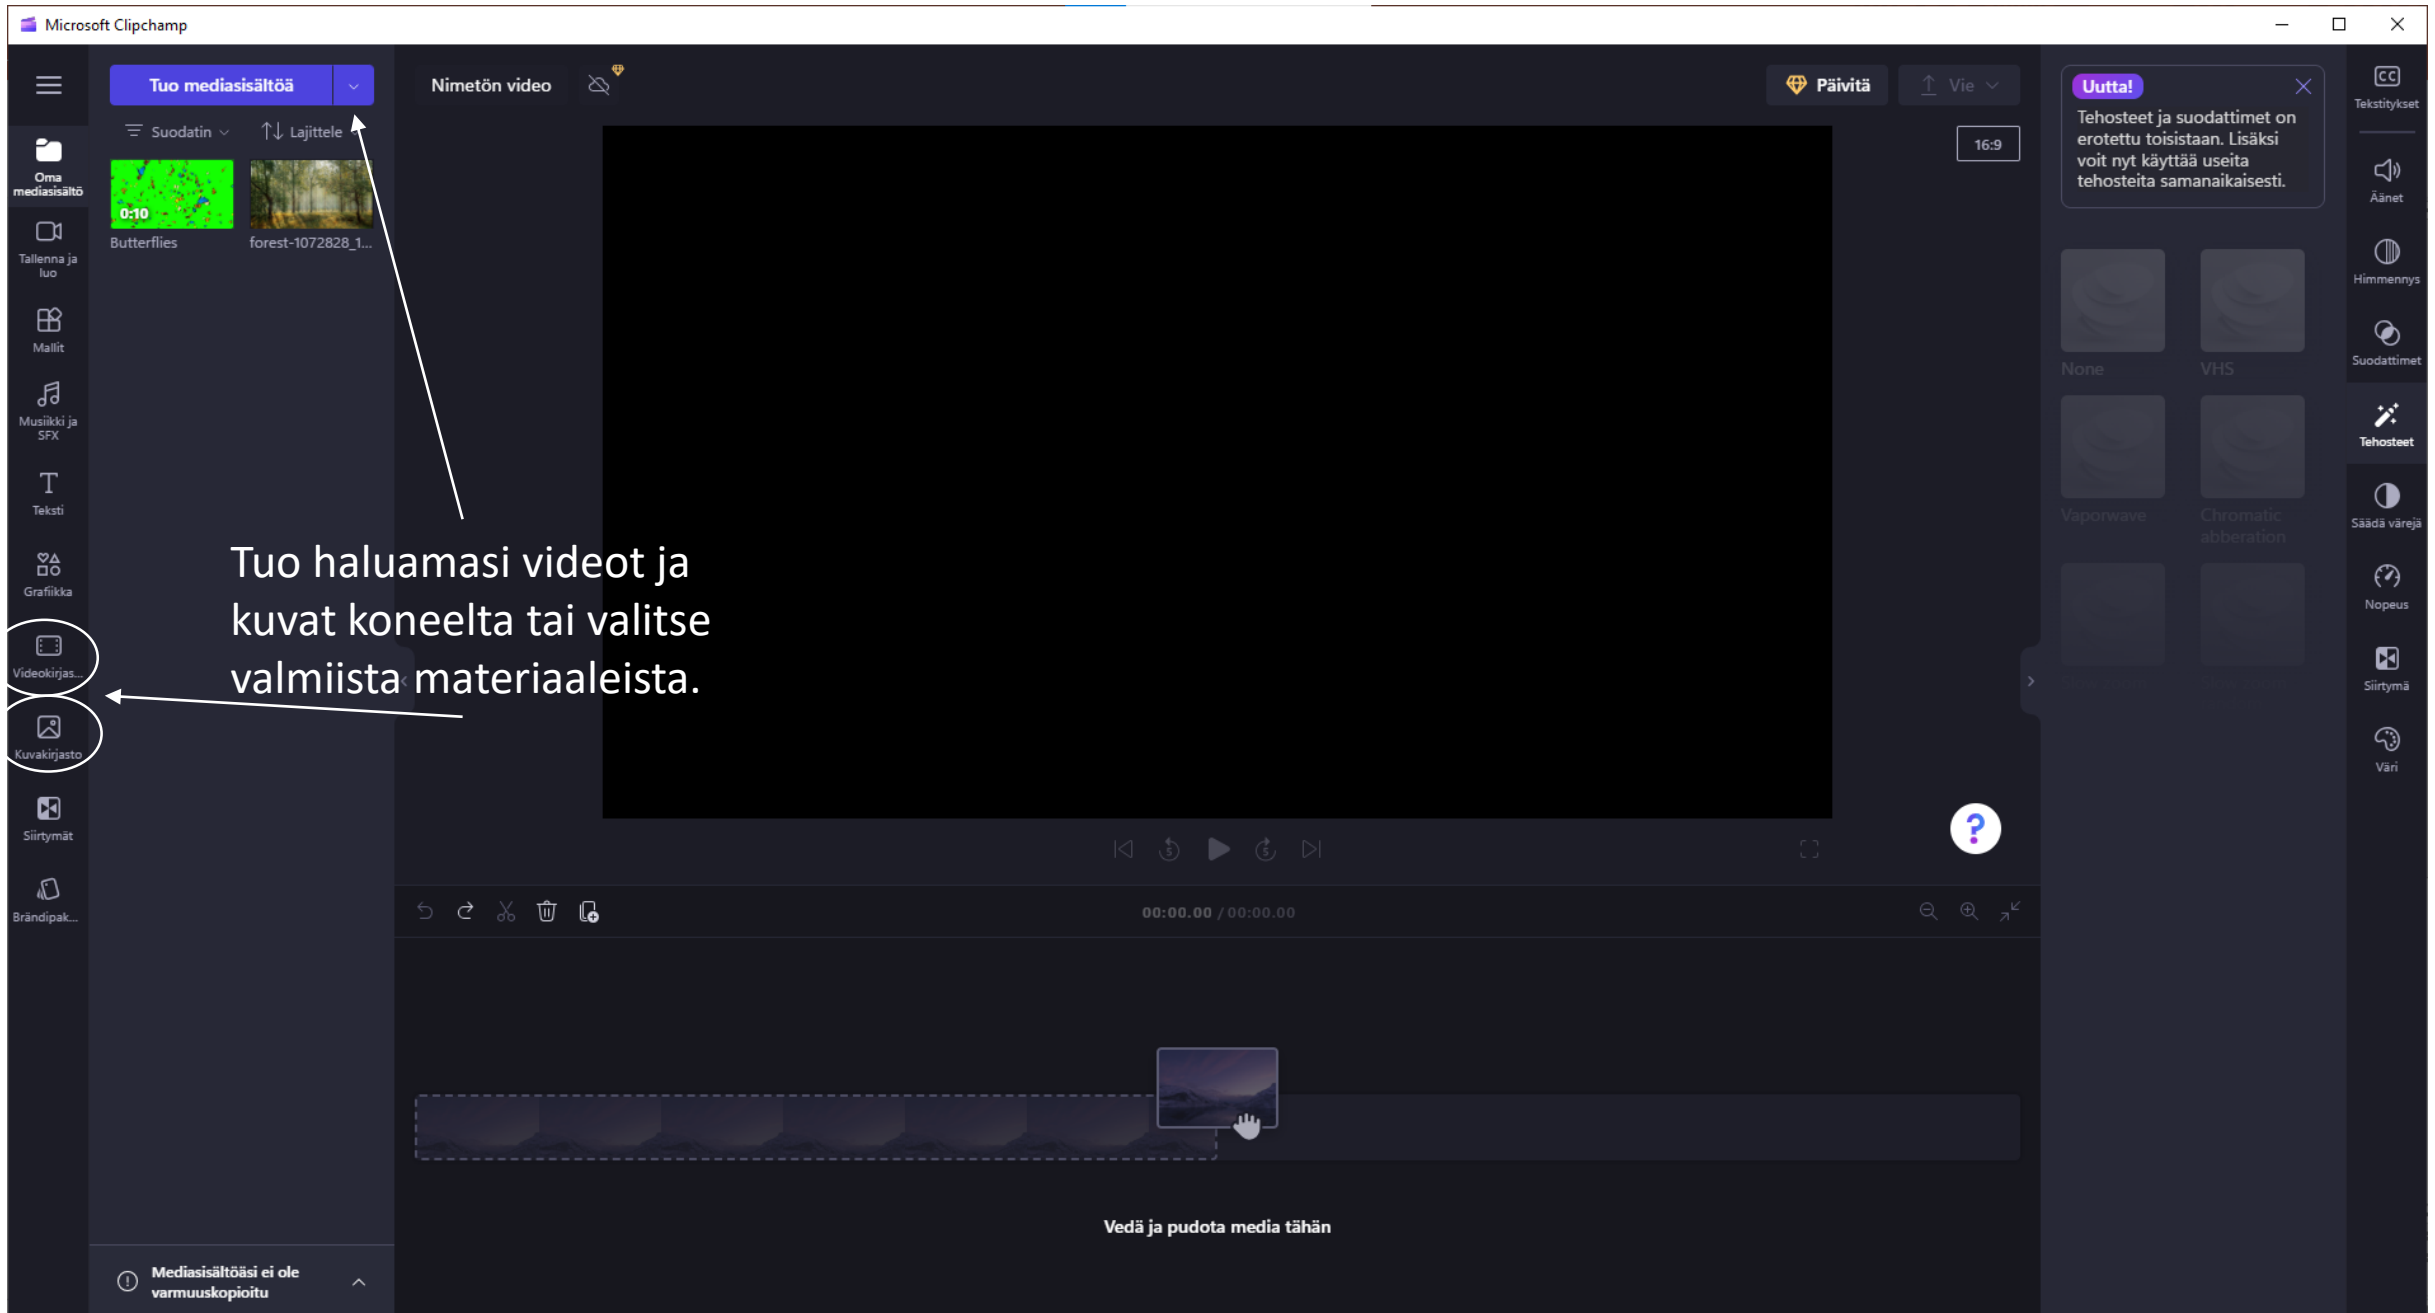 Microsoft Clipchamp
Tuo mediasisältöä
Suodatin
Lajittele
0:10
Butterflies
forest-1072828_1...
Oma
mediasisältö
Tallenna ja
luo
Mallit
Musiikki ja
SFX
Teksti
Grafiikka
Videokirjas...
Kuvakirjasto
Siirtymät
Brändipak...
Mediasisältöäsi ei ole
varmuuskopioitu
Tuo haluamasi videot ja
kuvat koneelta tai valitse
valmiista materiaaleista.
Nimetön video
Päivitä
Vie
16:9
5
5
?
00:00.00 / 00:00.00
Vedä ja pudota media tähän
Uutta!
Tehosteet ja suodattimet on
erotettu toisistaan. Lisäksi
voit nyt käyttää useita
tehosteita samanaikaisesti.
None
VHS
Vaporwave
Chromatic
abberation
CC
Tekstitykset
Äänet
Himmennys
Suodattimet
Tehosteet
Säädä värejä
Nopeus
Siirtymä
Väri